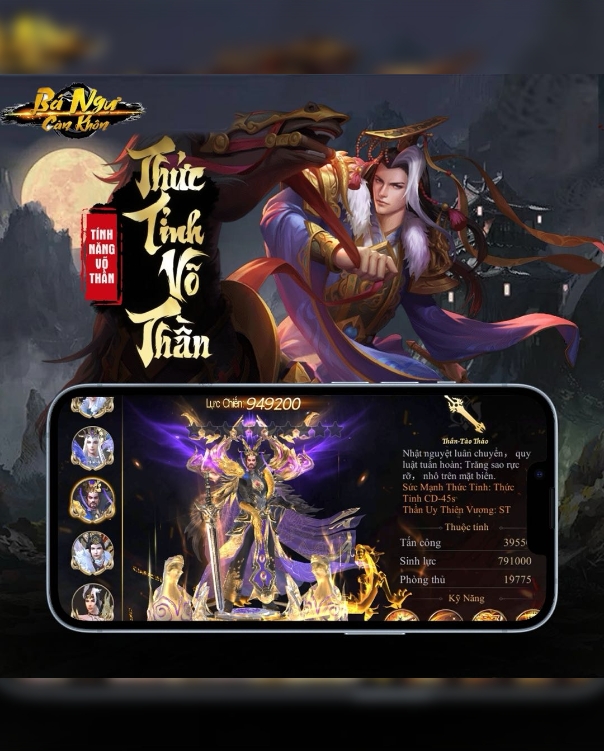 Bá Ngư
Càn Khôn
Thức
Tỉnh
Võ
Thần
TÍNH
NĂNG
VÕ
THẦN
Lực Chiến: 949200
Thần-Tào Tháo
Nhật nguyệt luân chuyển, quy
luật tuần hoàn; Trăng sao rực
rỡ, nhô trên mặt biển.
Sức Mạnh Thức Tỉnh: Thức
Tỉnh CD-45s
Thần Uy Thiện Vương: ST
Thuộc tính
Tấn công 3955
Sinh lực 791000
Phòng thủ 19775
Kỹ Năng